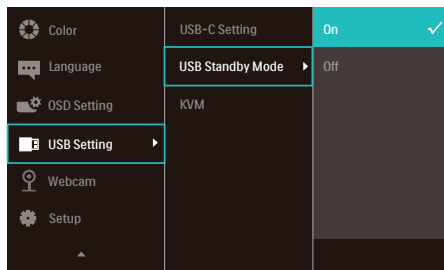 Color
Language
OSD Setting
USB Setting
Webcam
Setup
USB-C Setting
USB Standby Mode
KVM
On
Off